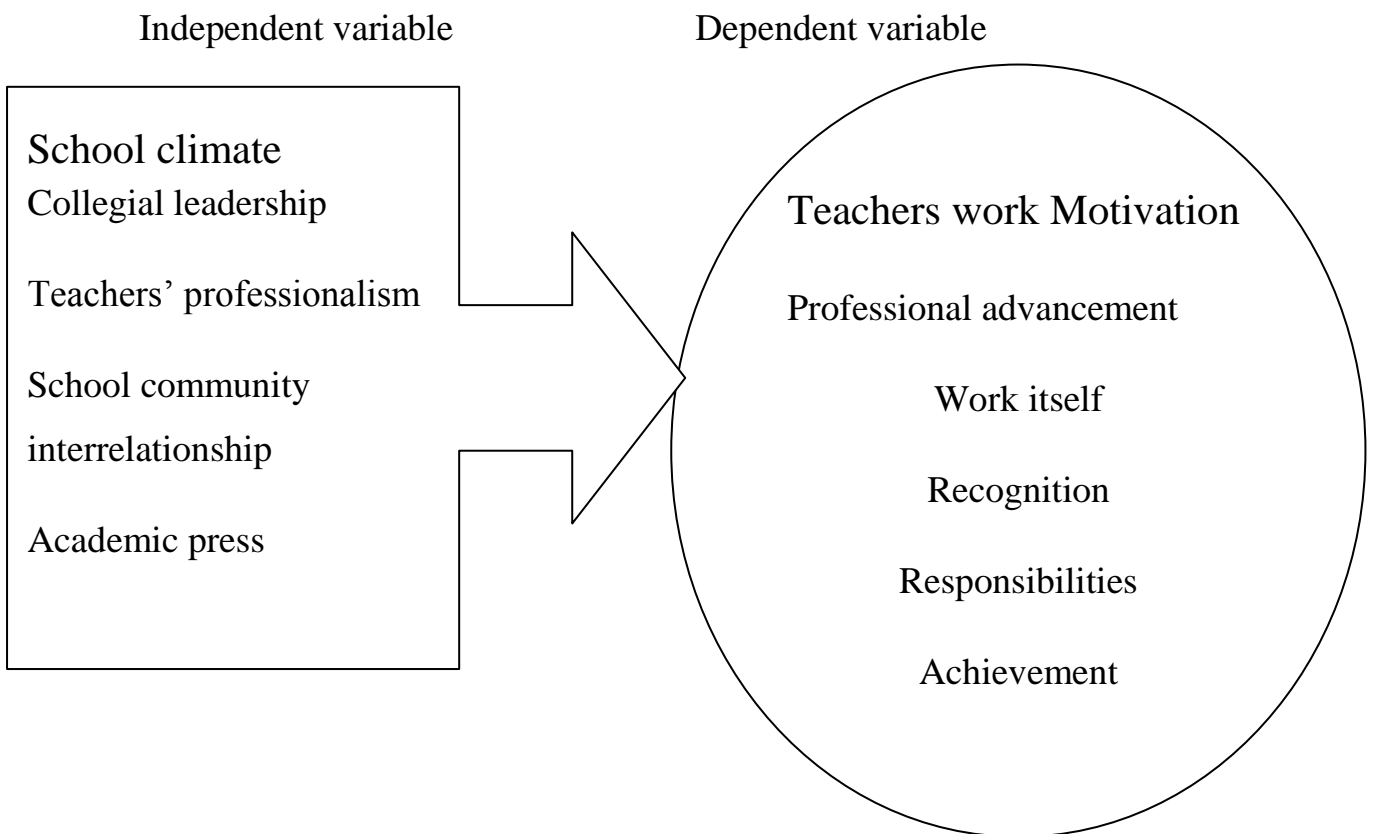 Independent variable
Dependent variable
School climate
Collegial leadership
Teachers’ professionalism
School community
interrelationship
Academic press
Teachers work Motivation
Professional advancement
Work itself
Recognition
Responsibilities
Achievement